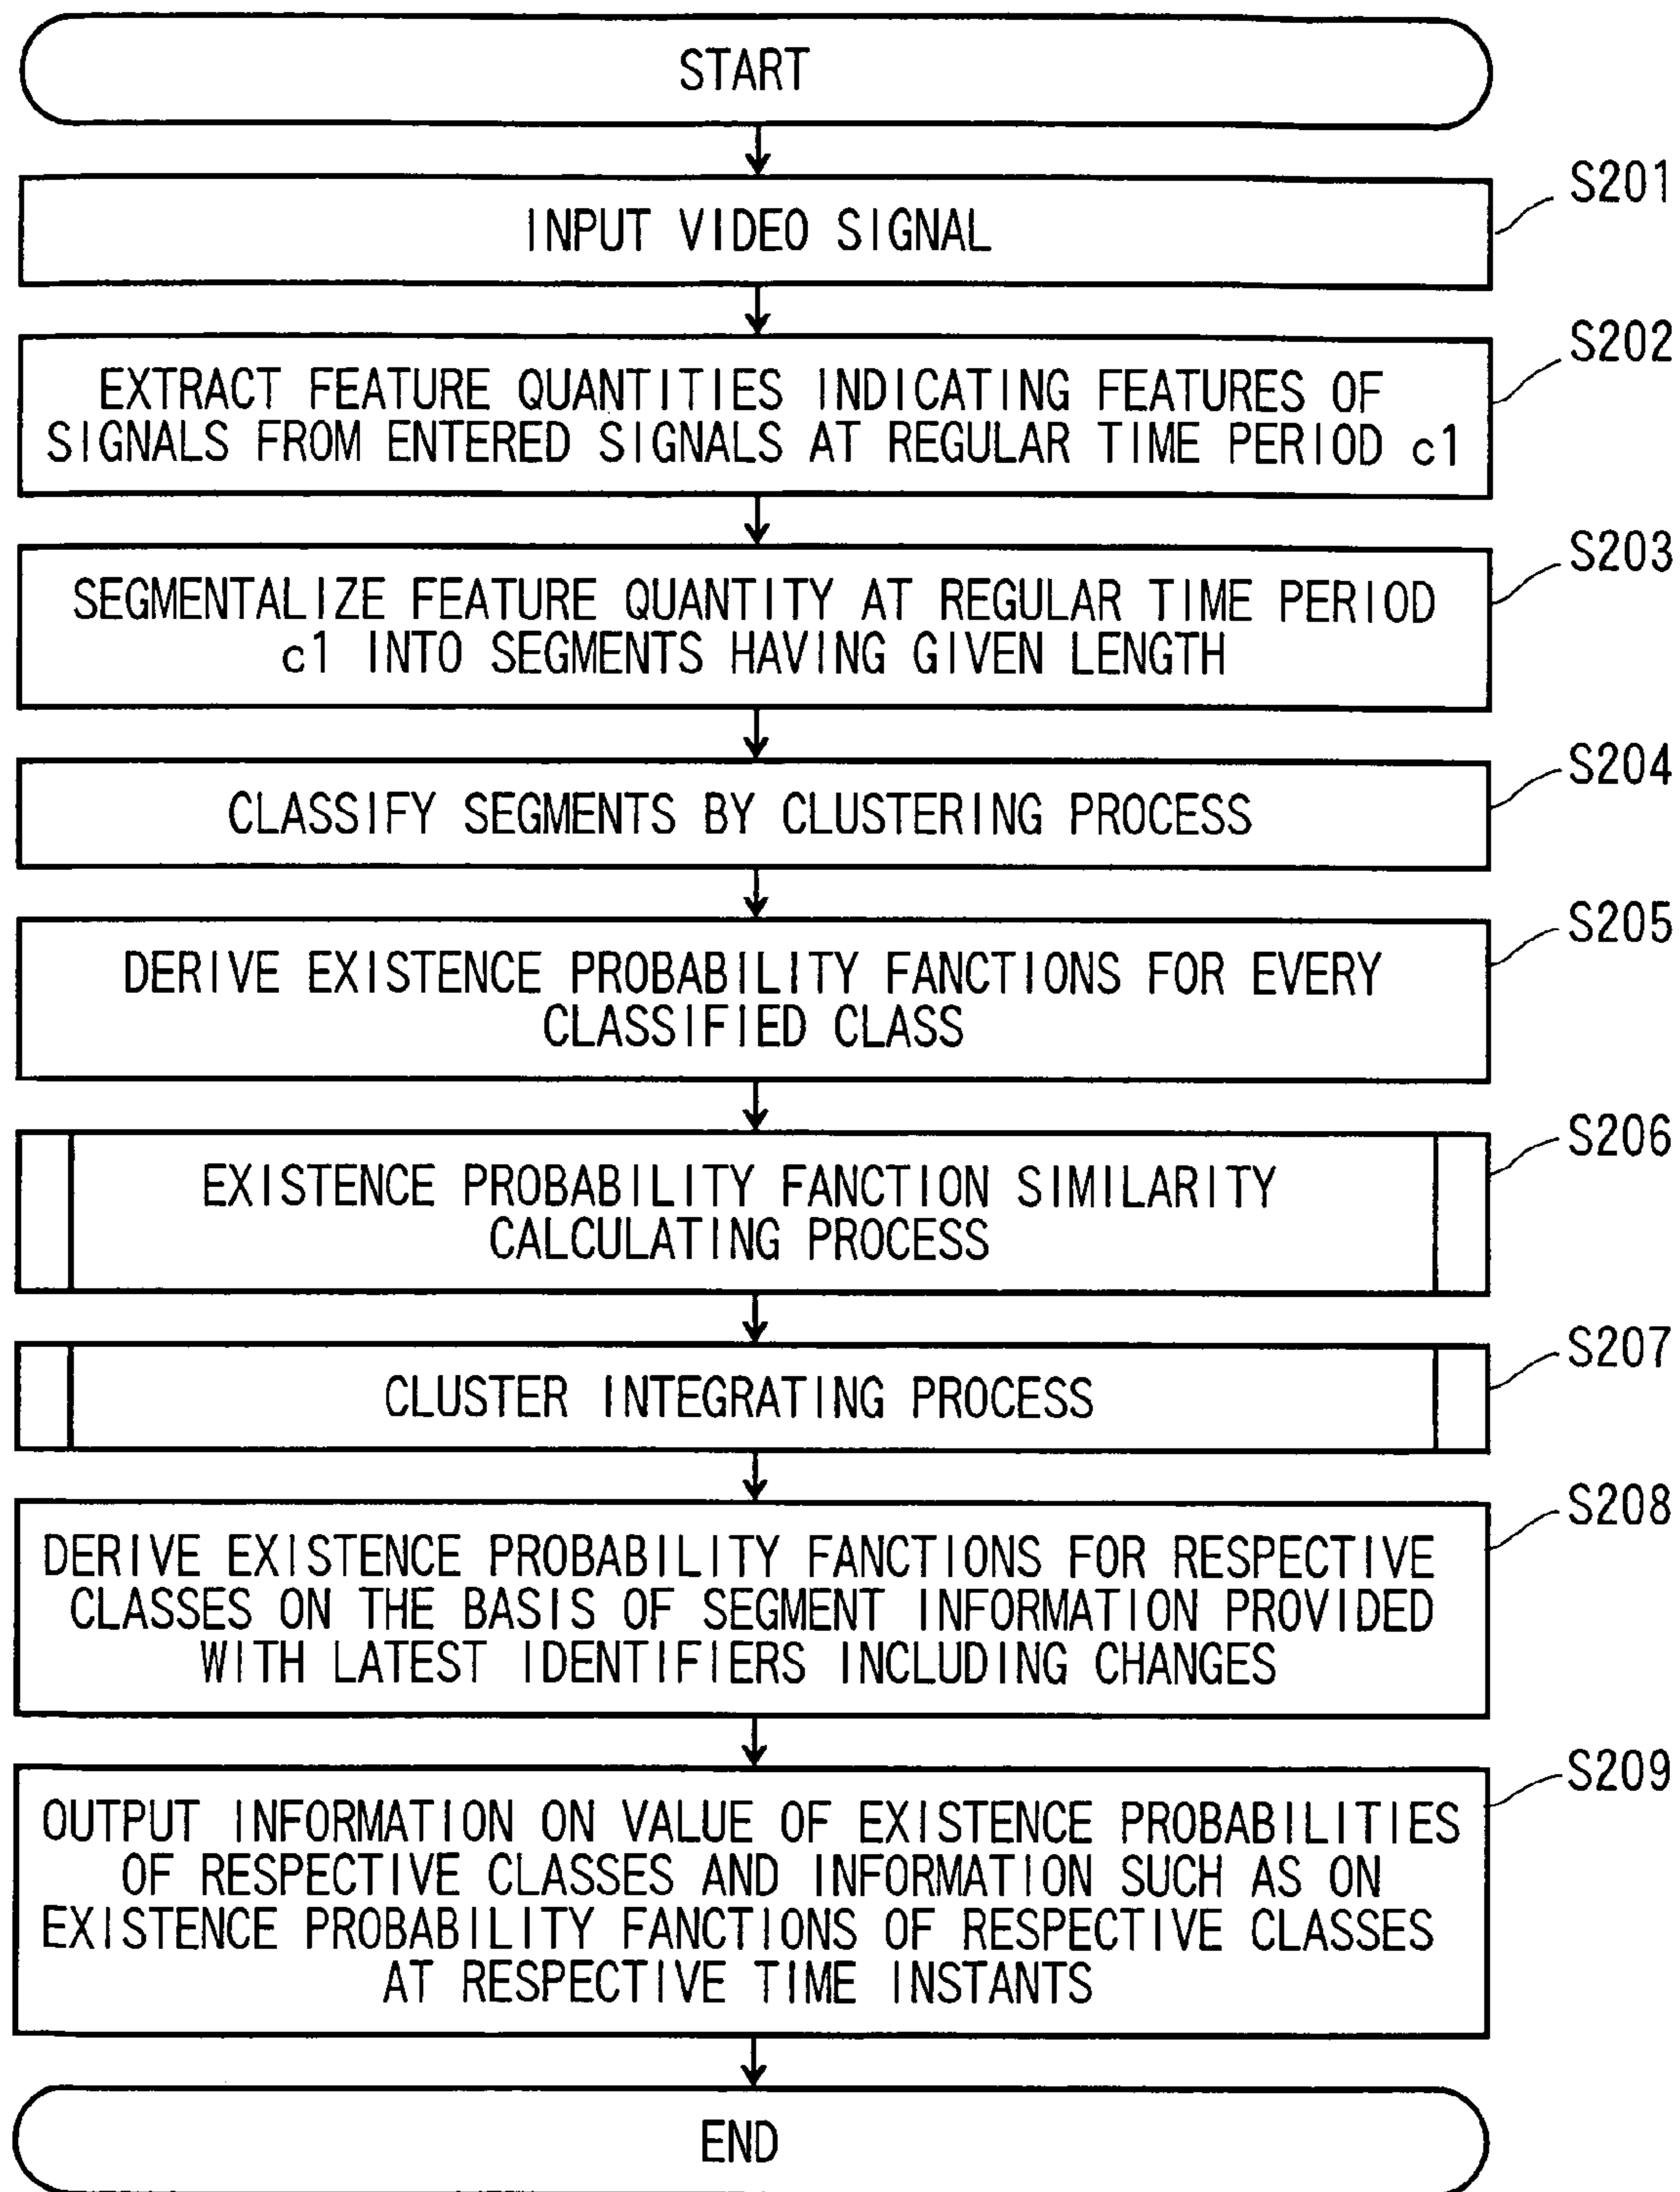 START
S201
INPUT VIDEO SIGNAL
S202
EXTRACT FEATURE QUANTITIES INDICATING FEATURES OF
SIGNALS FROM ENTERED SIGNALS AT REGULAR TIME PERIOD c1
S203
SEGMENTALIZE FEATURE QUANTITY AT REGULAR TIME PERIOD
c1 INTO SEGMENTS HAVING GIVEN LENGTH
S204
CLASSIFY SEGMENTS BY CLUSTERING PROCESS
S205
DERIVE EXISTENCE PROBABILITY FANCTIONS FOR EVERY
CLASSIFIED CLASS
S206
EXISTENCE PROBABILITY FANCTION SIMILARITY
CALCULATING PROCESS
S207
CLUSTER INTEGRATING PROCESS
S208
DERIVE EXISTENCE PROBABILITY FANCTIONS FOR RESPECTIVE
CLASSES ON THE BASIS OF SEGMENT INFORMATION PROVIDED
WITH LATEST IDENTIFIERS INCLUDING CHANGES
S209
OUTPUT INFORMATION ON VALUE OF EXISTENCE PROBABILITIES
OF RESPECTIVE CLASSES AND INFORMATION SUCH AS ON
EXISTENCE PROBABILITY FANCTIONS OF RESPECTIVE CLASSES
AT RESPECTIVE TIME INSTANTS
END